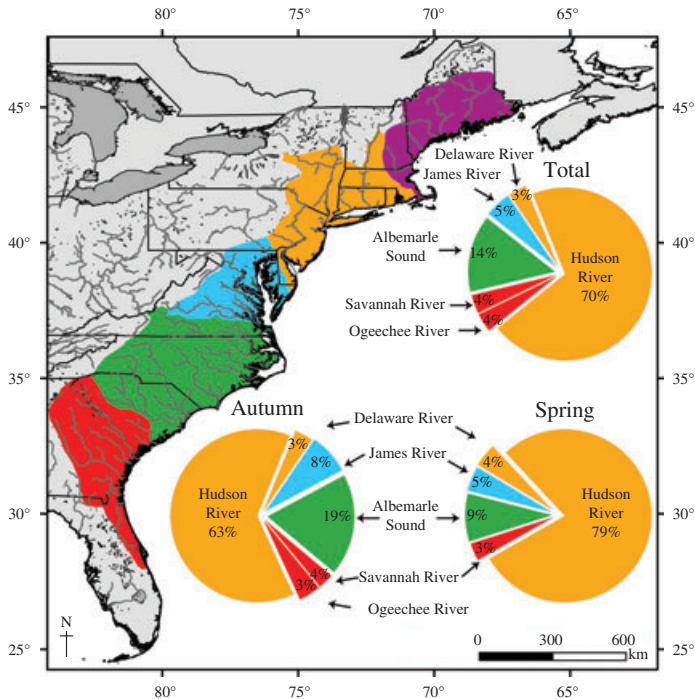 80° 75° 70° 65°
45° 45°
Delaware River
James River
Total
3%
5%
40° 40°
Albemarle
Sound
14%
Hudson
River
70%
Savannah River
4%
Ogeechee River
4%
35° 35°
Autumn
Spring
Delaware River
3%
4%
James River
8%
5%
Hudson
River
63%
19%
Albemarle
Sound
9%
Hudson
River
79%
30° 30°
Savannah River
4%
3%
3%
Ogeechee River
N
0 300 600
km
25° 25°
80° 75° 70° 65°